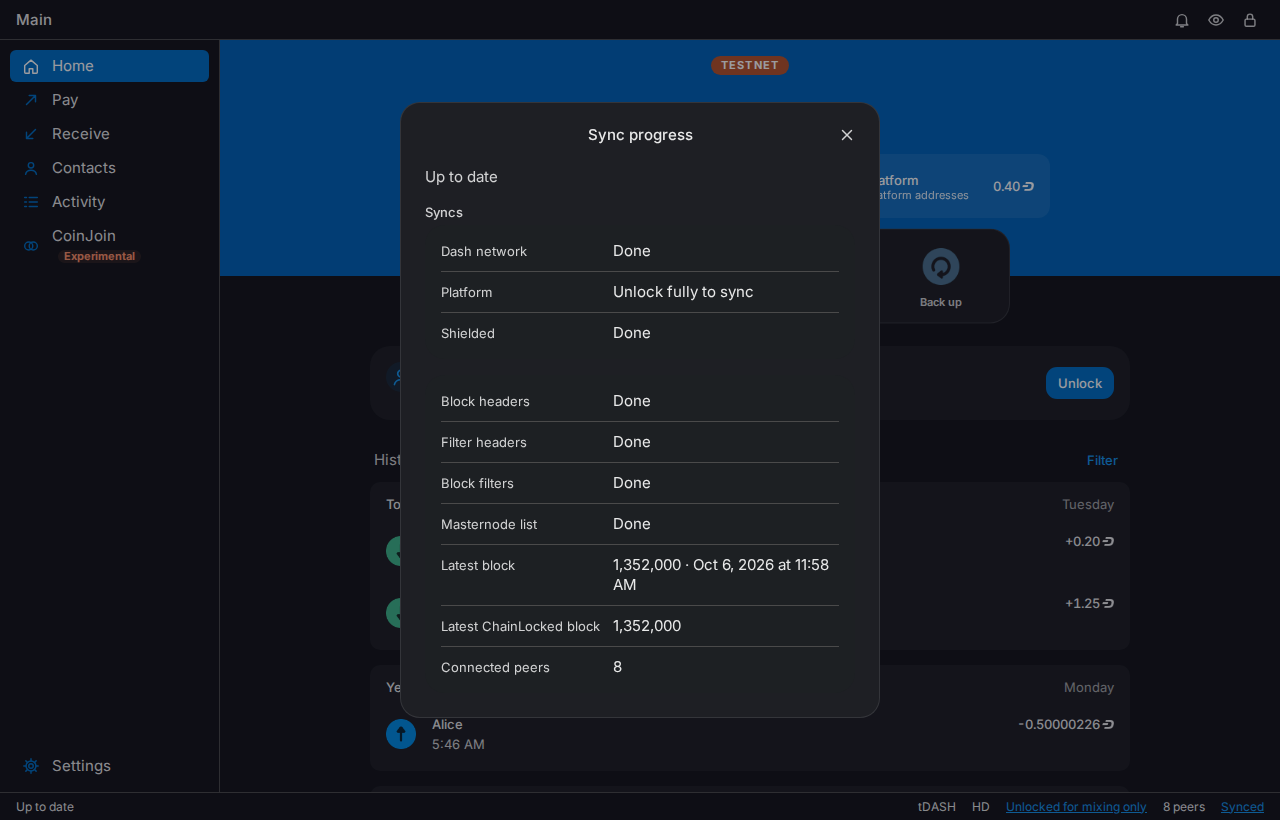 Main
Home
Pay
Receive
Contacts
Activity
CoinJoin
Experimental
Settings
TESTNET
atform
atform addresses
0.40
Back up
Unlock
Hist
Filter
To
Tuesday
+0.20
+1.25
Ye
Monday
Alice
-0.50000226
5:46 AM
Sync progress
Up to date
Syncs
Dash network Done
Platform Unlock fully to sync
Shielded Done
Block headers Done
Filter headers Done
Block filters Done
Masternode list Done
Latest block 1,352,000 · Oct 6, 2026 at 11:58
AM
Latest ChainLocked block 1,352,000
Connected peers 8
Up to date
tDASH HD Unlocked for mixing only 8 peers Synced